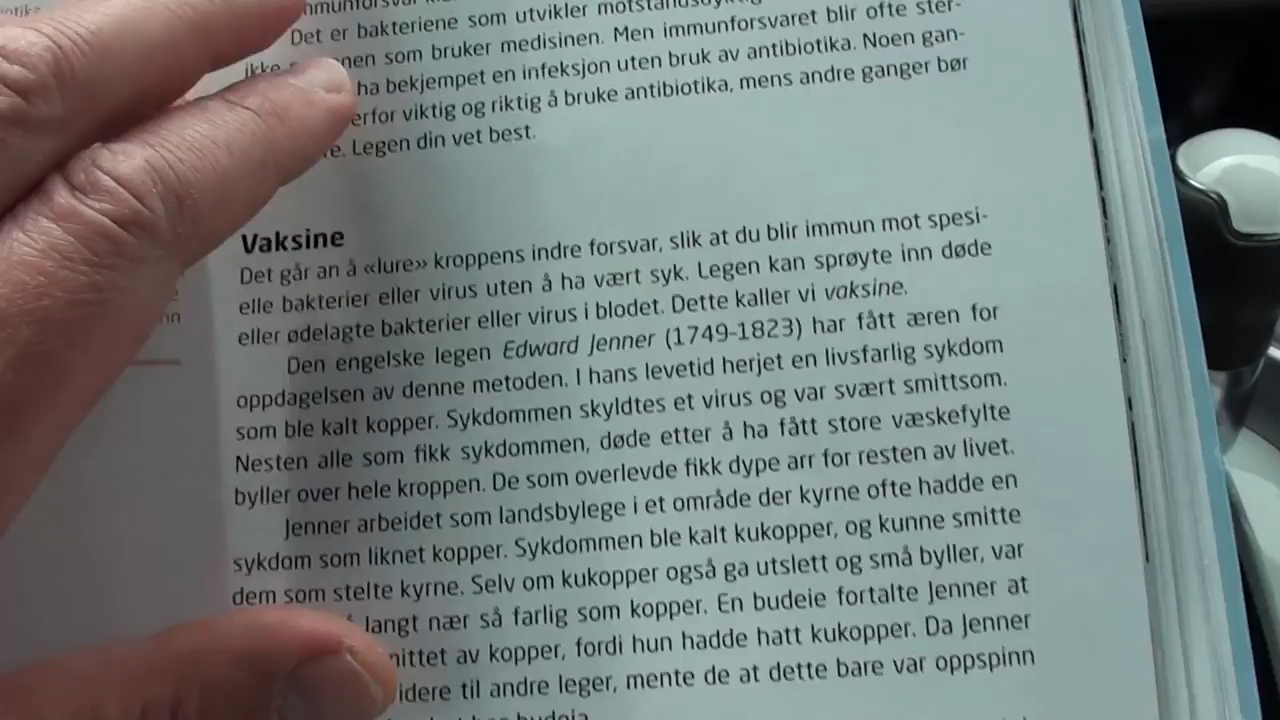 Det er bakteriene som utvikler
ikke som bruker medisinen. Men immunforsvaret blir ofte ster-
ha bekjempet en infeksjon uten bruk av antibiotika. Noen gan-
viktig og riktig å bruke antibiotika, mens andre ganger bør
Legen din vet best.
Vaksine
Det går an å «lure» kroppens indre forsvar, slik at du blir immun mot spesi-
elle bakterier eller virus uten å ha vært syk. Legen kan sprøyte inn døde
eller ødelagte bakterier eller virus i blodet. Dette kaller vi vaksine.
Den engelske legen Edward Jenner (1749-1823) har fått æren for
oppdagelsen av denne metoden. I hans levetid herjet en livsfarlig sykdom
som ble kalt kopper. Sykdommen skyldtes et virus og var svært smittsom.
Nesten alle som fikk sykdommen, døde etter å ha fått store væskefylte
byller over hele kroppen. De som overlevde fikk dype arr for resten av livet.
Jenner arbeidet som landsbylege i et område der kyrne ofte hadde en
sykdom som liknet kopper. Sykdommen ble kalt kukopper, og kunne smitte
dem som stelte kyrne. Selv om kukopper også ga utslett og små byller, var
langt nær så farlig som kopper. En budeie fortalte Jenner at
av kopper, fordi hun hadde hatt kukopper. Da Jenner
til andre leger, mente de at dette bare var oppspinn